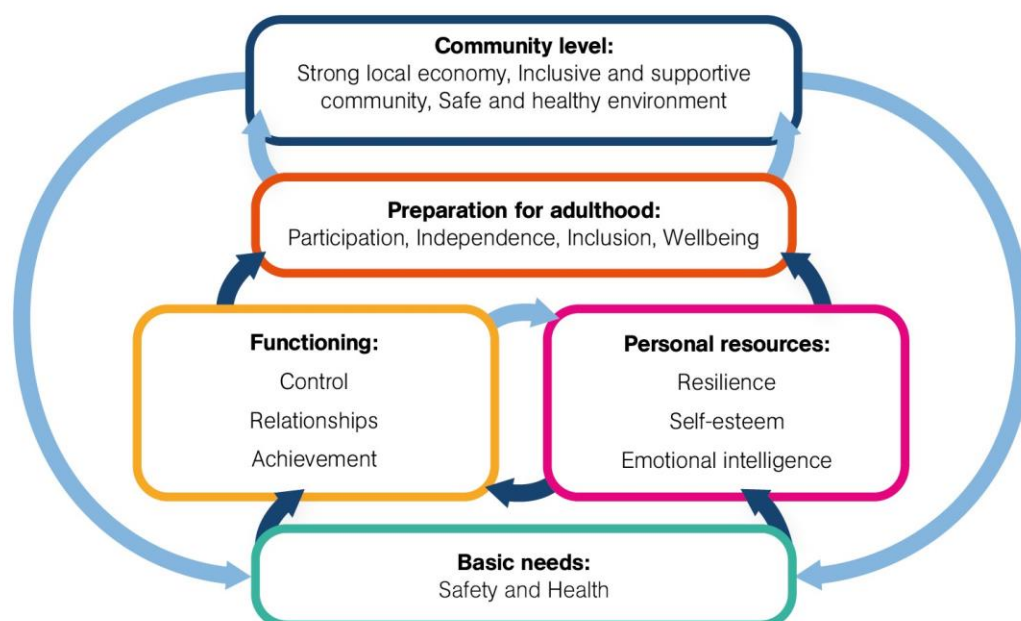 Community level:
Strong local economy, Inclusive and supportive
community, Safe and healthy environment
Preparation for adulthood:
Participation, Independence, Inclusion, Wellbeing
Functioning:
Control
Relationships
Achievement
Personal resources:
Resilience
Self-esteem
Emotional intelligence
Basic needs:
Safety and Health